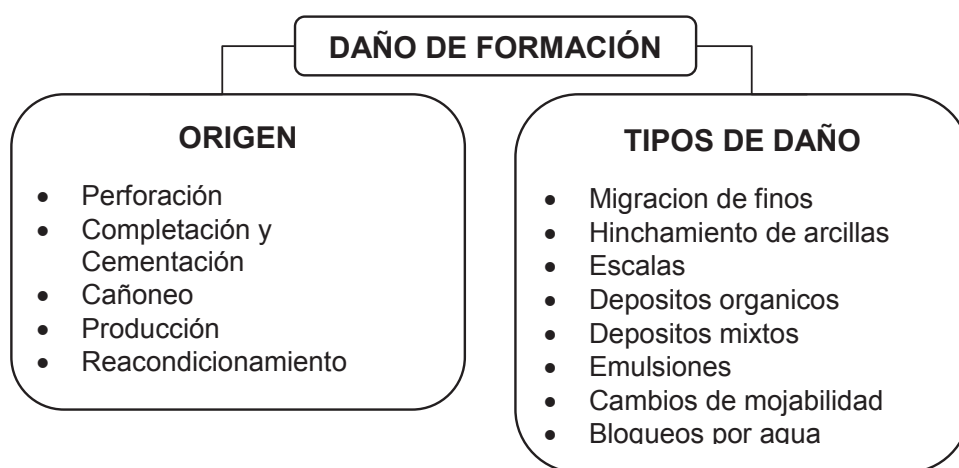 DAÑO DE FORMACIÓN
ORIGEN
• Perforación
• Completación y
Cementación
• Cañoneo
• Producción
• Reacondicionamiento
TIPOS DE DAÑO
• Migracion de finos
• Hinchamiento de arcillas
• Escalas
• Depositos organicos
• Depositos mixtos
• Emulsiones
• Cambios de mojabilidad
• Bloqueos por agua